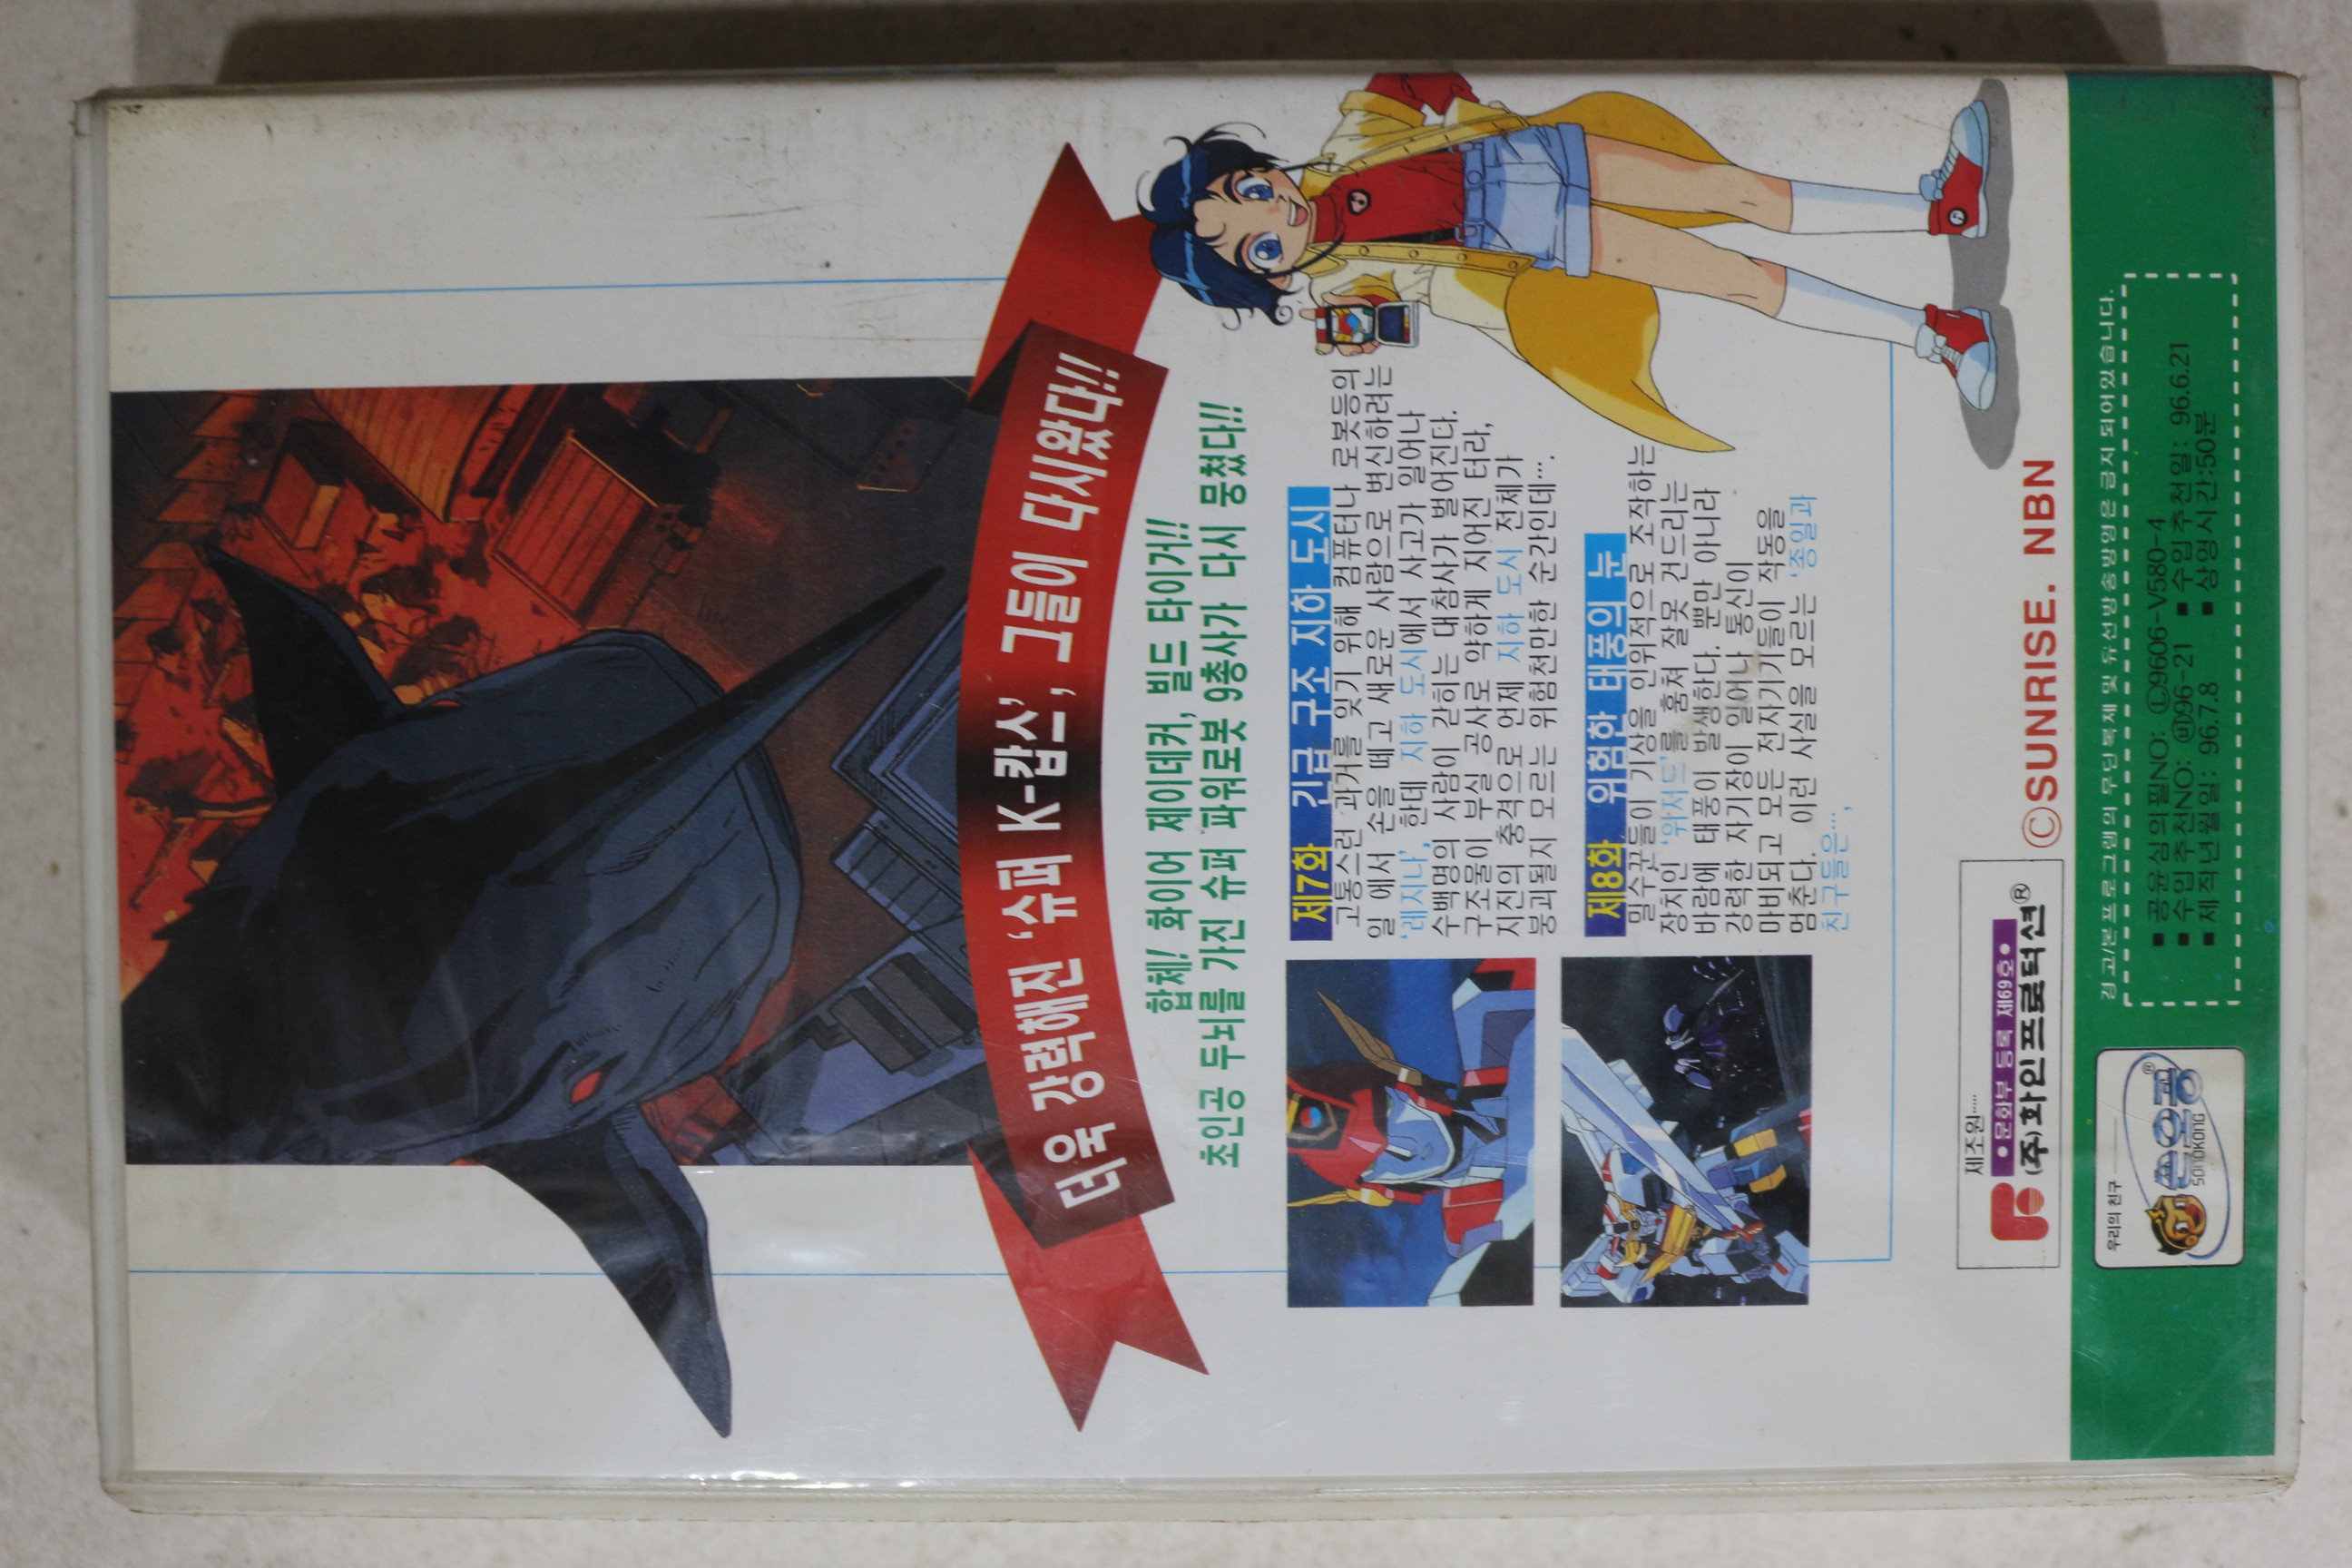 더욱 강력해진 '슈퍼 K-캅스', 그들이 다시왔다!!
합체! 화이어 제이데커, 빌드 타이거!!
초인공 두뇌를 가진 슈퍼 파워로봇 9총사가 다시 뭉쳤다!!
제7화 긴급 구조 지하 도시
고통스런 과거를 잊기 위해 컴퓨터나 로봇등의
일 에서 손을 떼고 새로운 사람으로 변신하려는
'레지나', 한데 지하 도시에서 사고가 일어나
수백명의 사람이 갇히는 대참사가 벌어진다.
구조물이 부실 공사로 약하게 지어진 터라,
지진의 충격으로 언제 지하 도시 전체가
붕괴될지 모르는 위험천만한 순간인데….
제8화 위험한 태풍의 눈
밀수꾼들이 기상을 인위적으로 조작하는
장치인 '위저드'를 훔쳐 잘못 건드리는
바람에 태풍이 발생한다. 뿐만 아니라
강력한 자기장이 일어나 통신이
마비되고 모든 전자기기들이 작동을
멈춘다. 이런 사실을 모르는 '종일과
친구들은…,
제조원……
●문화부 등록 제69호●
(주)화인프로덕션®
©SUNRISE. NBN
경고/본프로그램의 무단복제 및 유선방송방영은 금지 되어있습니다.
■공윤심의필NO: Ⓛ9606-V580-4
■수입추천NO: ㉥96-21 ■수입추천일: 96.6.21
■제작년월일: 96.7.8 ■상영시간:50분
우리의 친구
손오공®
SONOKONG